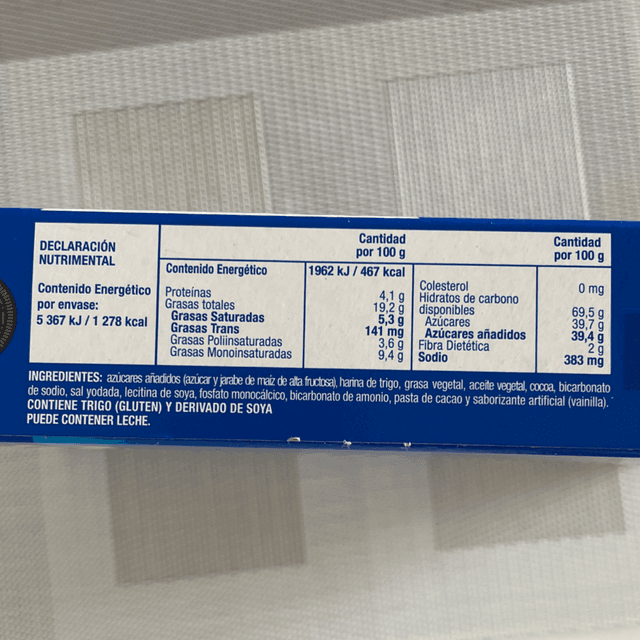 DECLARACIÓN
NUTRIMENTAL
Contenido Energético
por envase:
5 367 kJ / 1 278 kcal
Cantidad
por 100 g
Contenido Energético 1962 kJ / 467 kcal
Proteínas 4,1 g
Grasas totales 19,2 g
Grasas Saturadas 5,3 g
Grasas Trans 141 mg
Grasas Poliinsaturadas 3,6 g
Grasas Monoinsaturadas 9,4 g
Cantidad
por 100 g
Colesterol 0 mg
Hidratos de carbono
disponibles 69,5 g
Azúcares 39,7 g
Azúcares añadidos 39,4 g
Fibra Dietética 2 g
Sodio 383 mg
INGREDIENTES: azúcares añadidos (azúcar y jarabe de maíz de alta fructosa), harina de trigo, grasa vegetal, aceite vegetal, cocoa, bicarbonato
de sodio, sal yodada, lecitina de soya, fosfato monocálcico, bicarbonato de amonio, pasta de cacao y saborizante artificial (vainilla).
CONTIENE TRIGO (GLUTEN) Y DERIVADO DE SOYA
PUEDE CONTENER LECHE.